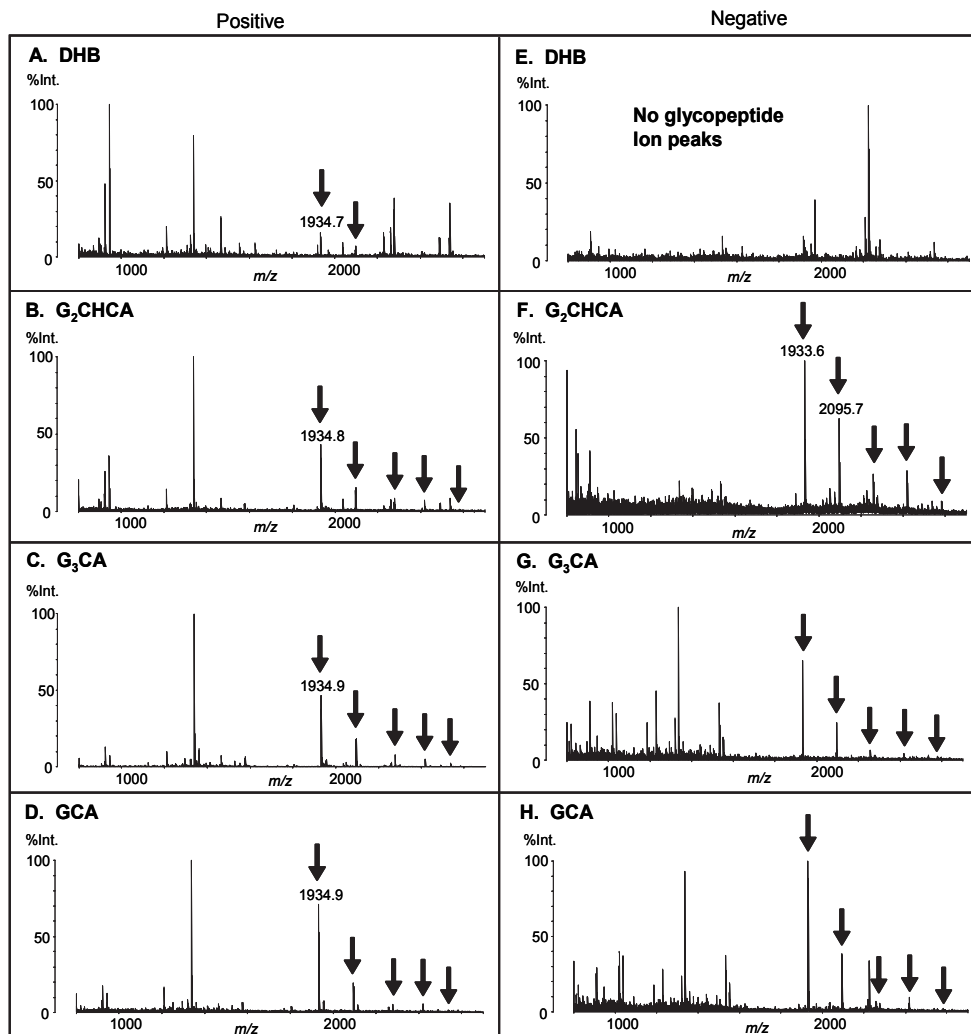 Positive
Negative
A. DHB
%Int.
100
50
0
1934.7
1000
m/z
2000
E. DHB
%Int.
No glycopeptide
Ion peaks
100
50
0
1000
m/z
2000
B. G₂CHCA
%Int.
100
50
0
1934.8
1000
m/z
2000
F. G₂CHCA
%Int.
100
50
0
1933.6
2095.7
1000
m/z
2000
C. G₃CA
%Int.
100
50
0
1934.9
1000
m/z
2000
G. G₃CA
%Int.
100
50
0
1000
m/z
2000
D. GCA
%Int.
100
50
0
1934.9
1000
m/z
2000
H. GCA
%Int.
100
50
0
1000
m/z
2000